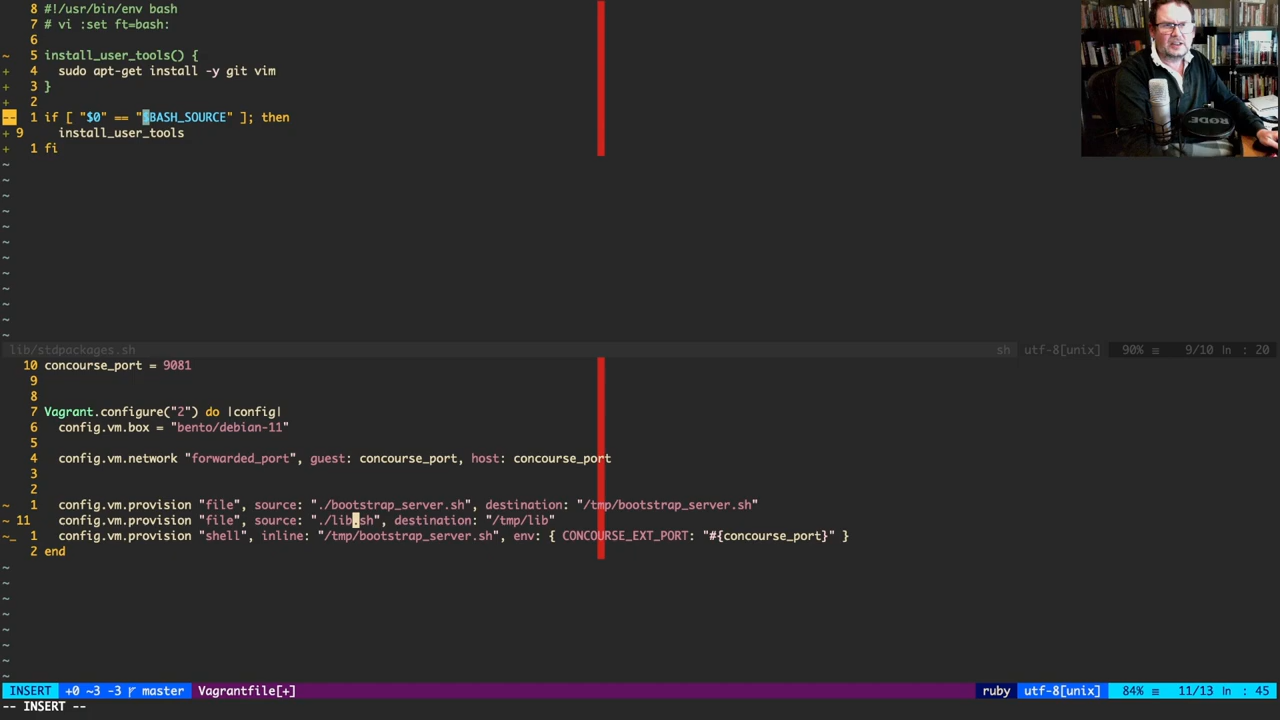 8 #!/usr/bin/env bash
7 # vi :set ft=bash:
6
~ 5 install_user_tools() {
+ 4   sudo apt-get install -y git vim
+ 3 }
+ 2
-- 1 if [ "$0" == "$BASH_SOURCE" ]; then
+ 9   install_user_tools
+ 1 fi
~
~
~
~
~
~
~
~
~
~
~
~
lib/stdpackages.sh sh utf-8[unix] 90% ≡ 9/10 ln : 20
10 concourse_port = 9081
9
8
7 Vagrant.configure("2") do |config|
6   config.vm.box = "bento/debian-11"
5
4   config.vm.network "forwarded_port", guest: concourse_port, host: concourse_port
3
2
~ 1   config.vm.provision "file", source: "./bootstrap_server.sh", destination: "/tmp/bootstrap_server.sh"
~ 11   config.vm.provision "file", source: "./lib.sh", destination: "/tmp/lib"
~_ 1   config.vm.provision "shell", inline: "/tmp/bootstrap_server.sh", env: { CONCOURSE_EXT_PORT: "#{concourse_port}" }
2 end
~
~
~
~
~
~
~
~
INSERT +0 ~3 -3 master Vagrantfile[+] ruby utf-8[unix] 84% ≡ 11/13 ln : 45
-- INSERT --
RØDE